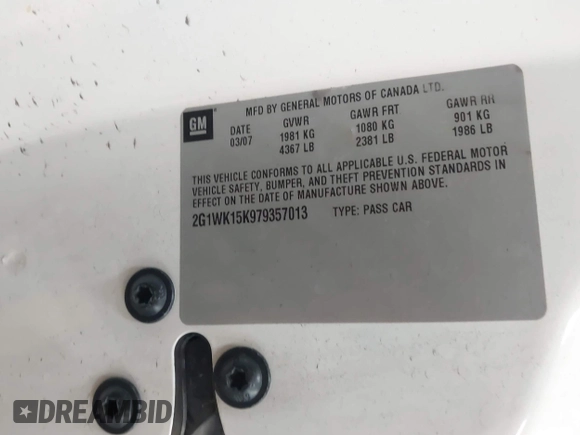 MFD BY GENERAL MOTORS OF CANADA LTD.
GM
DATE GVWR GAWR FRT GAWR RR
03/07 1981 KG 1080 KG 901 KG
4367 LB 2381 LB 1986 LB
THIS VEHICLE CONFORMS TO ALL APPLICABLE U.S. FEDERAL MOTOR
VEHICLE SAFETY, BUMPER, AND THEFT PREVENTION STANDARDS IN
EFFECT ON THE DATE OF MANUFACTURE SHOWN ABOVE.
2G1WK15K979357013 TYPE: PASS CAR
DREAMBID